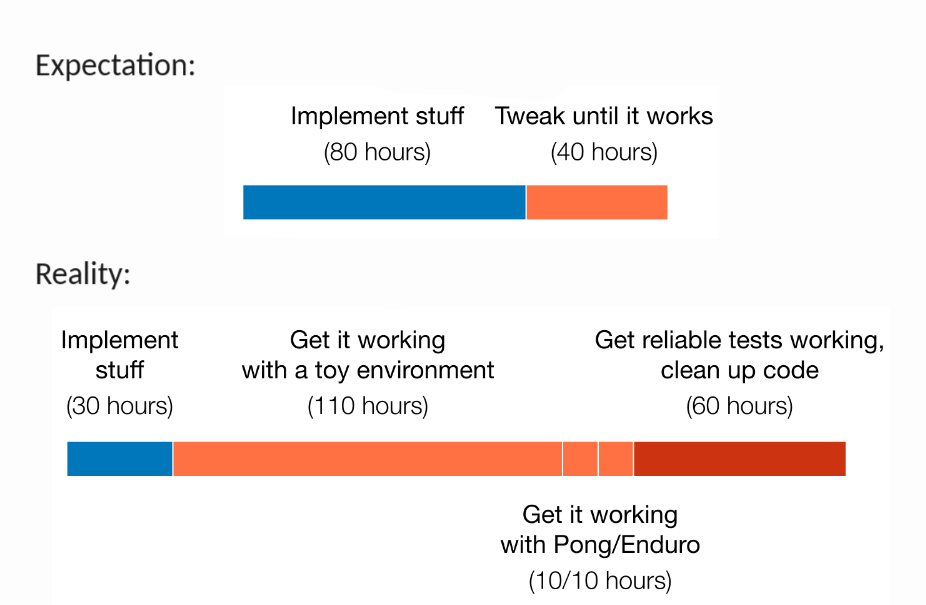 Expectation:
Implement stuff
(80 hours)
Tweak until it works
(40 hours)
Reality:
Implement
stuff
(30 hours)
Get it working
with a toy environment
(110 hours)
Get reliable tests working,
clean up code
(60 hours)
Get it working
with Pong/Enduro
(10/10 hours)